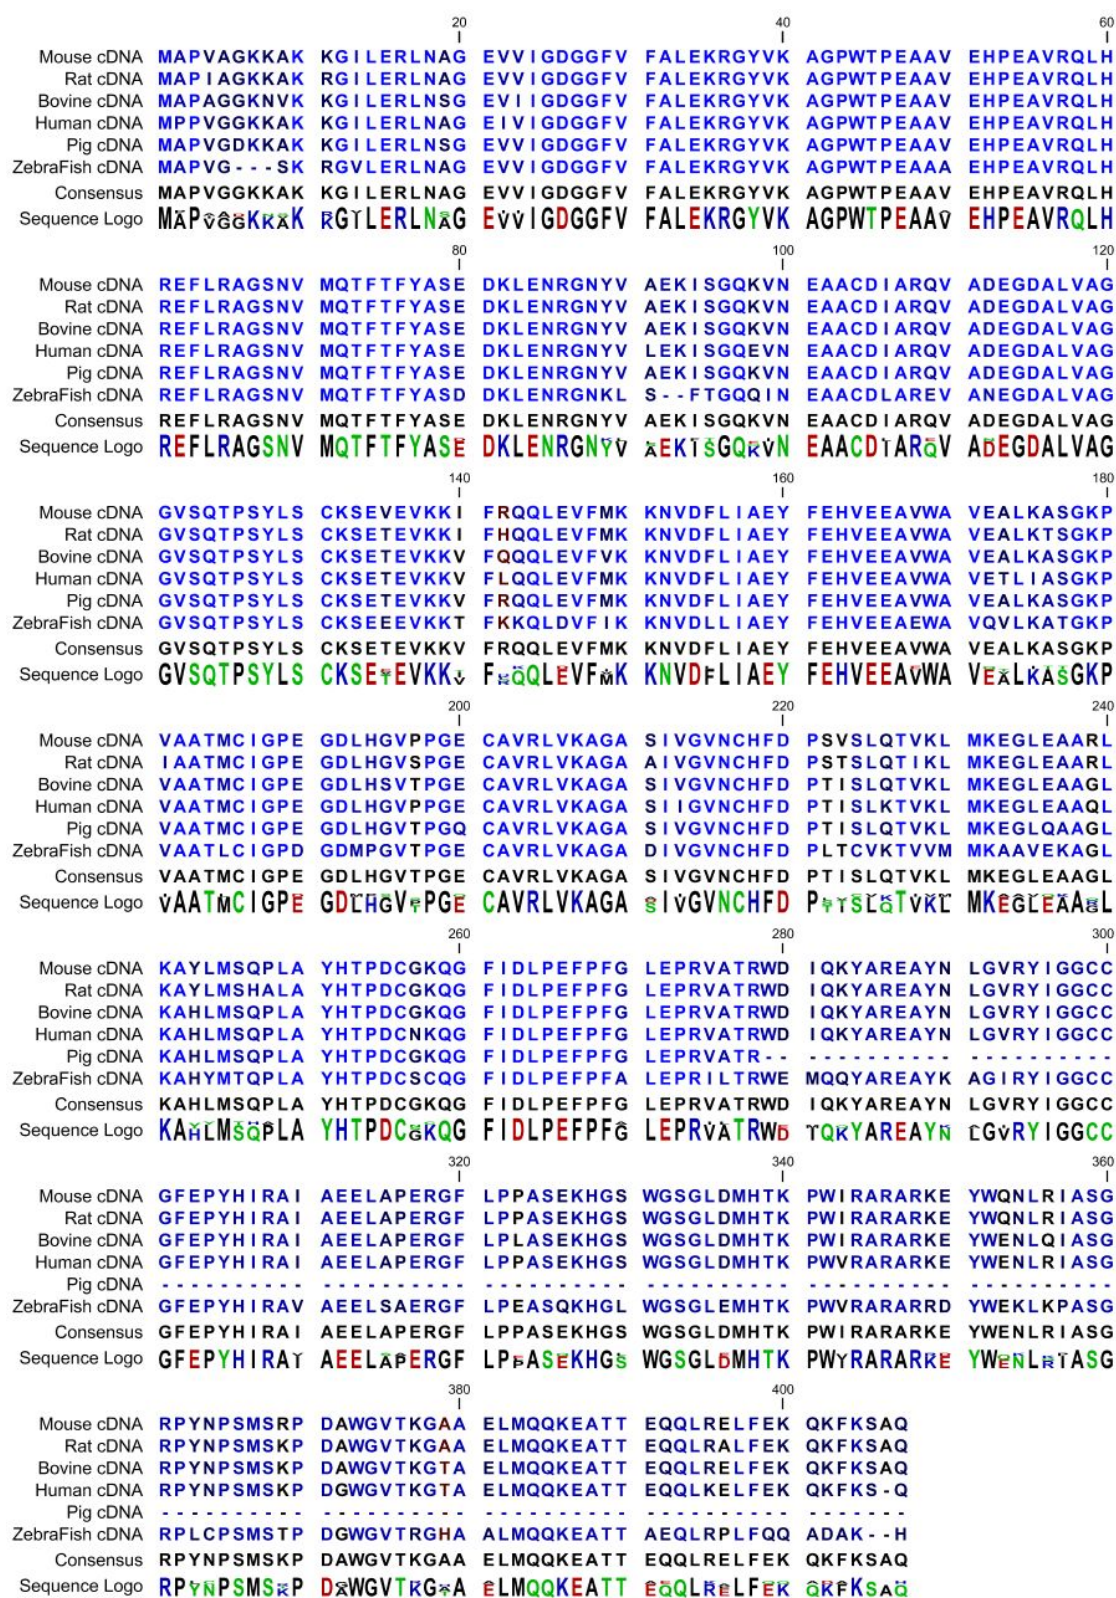 20 40 60
Mouse cDNA MAPVAGKKAK KGILERLNAG EVVIGDGGFV FALEKRGYVK AGPWTPEAAV EHPEAVRQLH
Rat cDNA MAPIAGKKAK RGILERLNAG EVVIGDGGFV FALEKRGYVK AGPWTPEAAV EHPEAVRQLH
Bovine cDNA MAPAGGKNVK KGILERLNSG EVIIGDGGFV FALEKRGYVK AGPWTPEAAV EHPEAVRQLH
Human cDNA MPPVGGKKAK KGILERLNAG EIVIGDGGFV FALEKRGYVK AGPWTPEAAV EHPEAVRQLH
Pig cDNA MAPVGDKKAK KGILERLNSG EVVIGDGGFV FALEKRGYVK AGPWTPEAAV EHPEAVRQLH
ZebraFish cDNA MAPVG---SK RGVLERLNAG EVVIGDGGFV FALEKRGYVK AGPWTPEAAA EHPEAVRQLH
Consensus MAPVGGKKAK KGILERLNAG EVVIGDGGFV FALEKRGYVK AGPWTPEAAV EHPEAVRQLH
Sequence Logo
80 100 120
Mouse cDNA REFLRAGSNV MQTFTFYASE DKLENRGNYV AEKISGQKVN EAACDIARQV ADEGDALVAG
Rat cDNA REFLRAGSNV MQTFTFYASE DKLENRGNYV AEKISGQKVN EAACDIARQV ADEGDALVAG
Bovine cDNA REFLRAGSNV MQTFTFYASE DKLENRGNYV AEKISGQKVN EAACDIARQV ADEGDALVAG
Human cDNA REFLRAGSNV MQTFTFYASE DKLENRGNYV LEKISGQEVN EAACDIARQV ADEGDALVAG
Pig cDNA REFLRAGSNV MQTFTFYASE DKLENRGNYV AEKISGQKVN EAACDIARQV ADEGDALVAG
ZebraFish cDNA REFLRAGSNV MQTFTFYASD DKLENRGNKL S--FTGQQIN EAACDLAREV ANEGDALVAG
Consensus REFLRAGSNV MQTFTFYASE DKLENRGNYV AEKISGQKVN EAACDIARQV ADEGDALVAG
Sequence Logo
140 160 180
Mouse cDNA GVSQTPSYLS CKSEVEVKKI FRQQLEVFMK KNVDFLIAEY FEHVEEAVWA VEALKASGKP
Rat cDNA GVSQTPSYLS CKSETEVKKI FHQQLEVFMK KNVDFLIAEY FEHVEEAVWA VEALKTSGKP
Bovine cDNA GVSQTPSYLS CKSETEVKKV FQQQLEVFVK KNVDFLIAEY FEHVEEAVWA VEALKASGKP
Human cDNA GVSQTPSYLS CKSETEVKKV FLQQLEVFMK KNVDFLIAEY FEHVEEAVWA VETLIASGKP
Pig cDNA GVSQTPSYLS CKSETEVKKV FRQQLEVFMK KNVDFLIAEY FEHVEEAVWA VEALKASGKP
ZebraFish cDNA GVSQTPSYLS CKSEEEVKKT FKKQLDVFIK KNVDFLIAEY FEHVEEAEWA VQVLKATGKP
Consensus GVSQTPSYLS CKSETEVKKV FRQQLEVFMK KNVDFLIAEY FEHVEEAVWA VEALKASGKP
Sequence Logo
200 220 240
Mouse cDNA VAATMCIGPE GDLHGVPPGE CAVRLVKAGA SIVGVNCHFD PSVSLQTVKL MKEGLEAARL
Rat cDNA IAATMCIGPE GDLHGVSPGE CAVRLVKAGA AIVGVNCHFD PSTSLQTIKL MKEGLEAARL
Bovine cDNA VAATMCIGPE GDLHSVTPGE CAVRLVKAGA SIVGVNCHFD PTISLQTVKL MKEGLEAAGL
Human cDNA VAATMCIGPE GDLHGVPPGE CAVRLVKAGA SIIGVNCHFD PTISLKTVKL MKEGLEAAQL
Pig cDNA VAATMCIGPE GDLHGVTPGQ CAVRLVKAGA SIVGVNCHFD PTISLQTVKL MKEGLQAAGL
ZebraFish cDNA VAATLCIGPD GDMPGVTPGE CAVRLVKAGA DIVGVNCHFD PLTCVKTVVM MKAAVEKAGL
Consensus VAATMCIGPE GDLHGVTPGE CAVRLVKAGA SIVGVNCHFD PTISLQTVKL MKEGLEAAGL
Sequence Logo
260 280 300
Mouse cDNA KAYLMSQPLA YHTPDCGKQG FIDLPEFPFG LEPRVATRWD IQKYAREAYN LGVRYIGGCC
Rat cDNA KAYLMSHALA YHTPDCGKQG FIDLPEFPFG LEPRVATRWD IQKYAREAYN LGVRYIGGCC
Bovine cDNA KAHLMSQPLA YHTPDCGKQG FIDLPEFPFG LEPRVATRWD IQKYAREAYN LGVRYIGGCC
Human cDNA KAHLMSQPLA YHTPDCNKQG FIDLPEFPFG LEPRVATRWD IQKYAREAYN LGVRYIGGCC
Pig cDNA KAHLMSQPLA YHTPDCGKQG FIDLPEFPFG LEPRVATR-- ---------- ----------
ZebraFish cDNA KAHYMTQPLA YHTPDCSCQG FIDLPEFPFA LEPRILTRWE MQQYAREAYK AGIRYIGGCC
Consensus KAHLMSQPLA YHTPDCGKQG FIDLPEFPFG LEPRVATRWD IQKYAREAYN LGVRYIGGCC
Sequence Logo
320 340 360
Mouse cDNA GFEPYHIRAI AEELAPERGF LPPASEKHGS WGSGLDMHTK PWIRARARKE YWQNLRIASG
Rat cDNA GFEPYHIRAI AEELAPERGF LPPASEKHGS WGSGLDMHTK PWIRARARKE YWQNLRIASG
Bovine cDNA GFEPYHIRAI AEELAPERGF LPLASEKHGS WGSGLDMHTK PWIRARARKE YWENLQIASG
Human cDNA GFEPYHIRAI AEELAPERGF LPPASEKHGS WGSGLDMHTK PWVRARARKE YWENLRIASG
Pig cDNA ---------- ---------- ---------- ---------- ---------- ----------
ZebraFish cDNA GFEPYHIRAV AEELSAERGF LPEASQKHGL WGSGLEMHTK PWVRARARRD YWEKLKPASG
Consensus GFEPYHIRAI AEELAPERGF LPPASEKHGS WGSGLDMHTK PWIRARARKE YWENLRIASG
Sequence Logo
380 400
Mouse cDNA RPYNPSMSRP DAWGVTKGAA ELMQQKEATT EQQLRELFEK QKFKSAQ
Rat cDNA RPYNPSMSKP DAWGVTKGAA ELMQQKEATT EQQLRALFEK QKFKSAQ
Bovine cDNA RPYNPSMSKP DAWGVTKGTA ELMQQKEATT EQQLRELFEK QKFKSAQ
Human cDNA RPYNPSMSKP DGWGVTKGTA ELMQQKEATT EQQLKELFEK QKFKS-Q
Pig cDNA ---------- ---------- ---------- ---------- -------
ZebraFish cDNA RPLCPSMSTP DGWGVTRGHA ALMQQKEATT AEQLRPLFQQ ADAK--H
Consensus RPYNPSMSKP DAWGVTKGAA ELMQQKEATT EQQLRELFEK QKFKSAQ
Sequence Logo